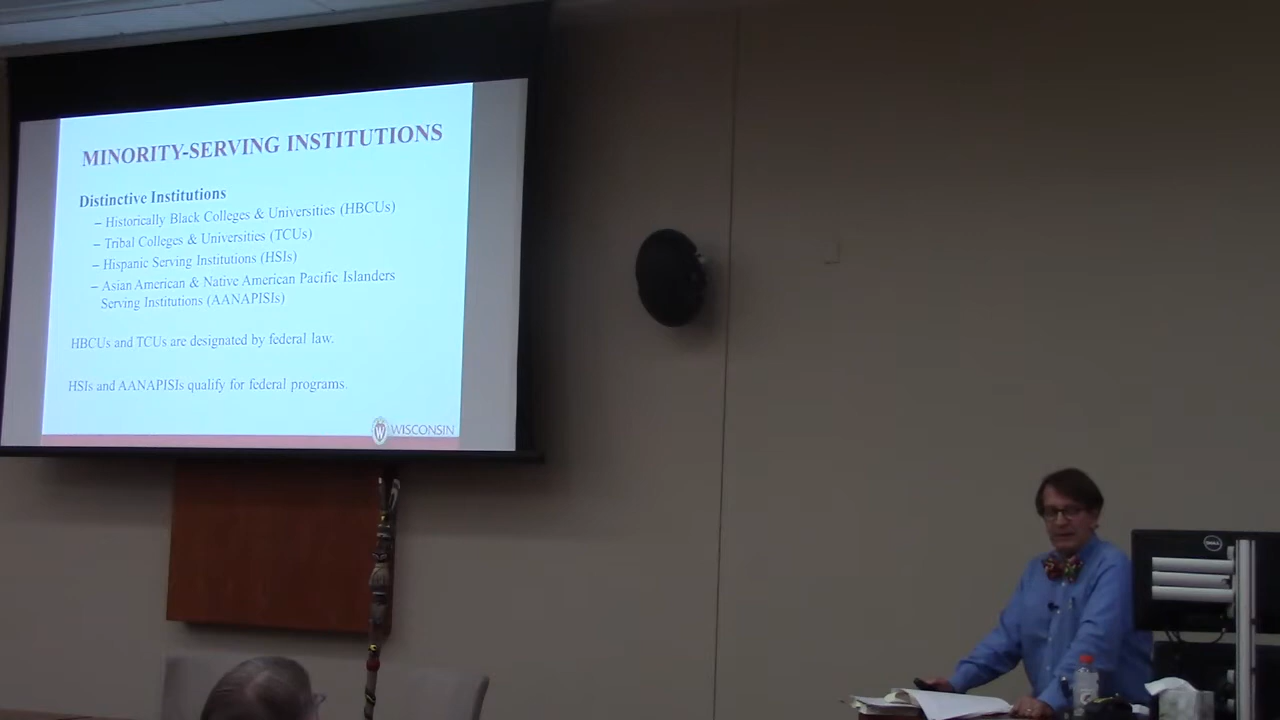 MINORITY-SERVING INSTITUTIONS
Distinctive Institutions
– Historically Black Colleges & Universities (HBCUs)
– Tribal Colleges & Universities (TCUs)
– Hispanic Serving Institutions (HSIs)
– Asian American & Native American Pacific Islanders
Serving Institutions (AANAPISIs)
HBCUs and TCUs are designated by federal law.
HSIs and AANAPISIs qualify for federal programs.
W WISCONSIN
DELL